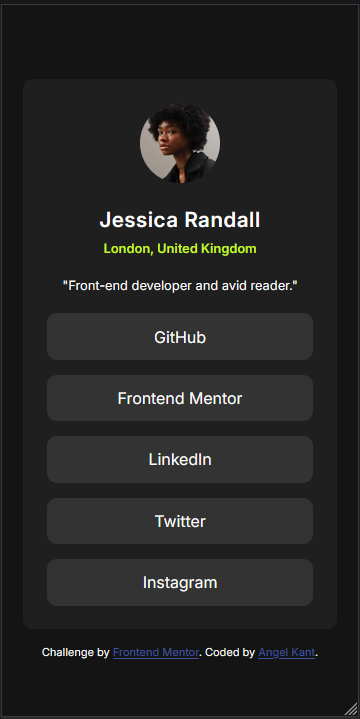 Jessica Randall
London, United Kingdom
"Front-end developer and avid reader."
GitHub
Frontend Mentor
LinkedIn
Twitter
Instagram
Challenge by Frontend Mentor. Coded by Angel Kant.